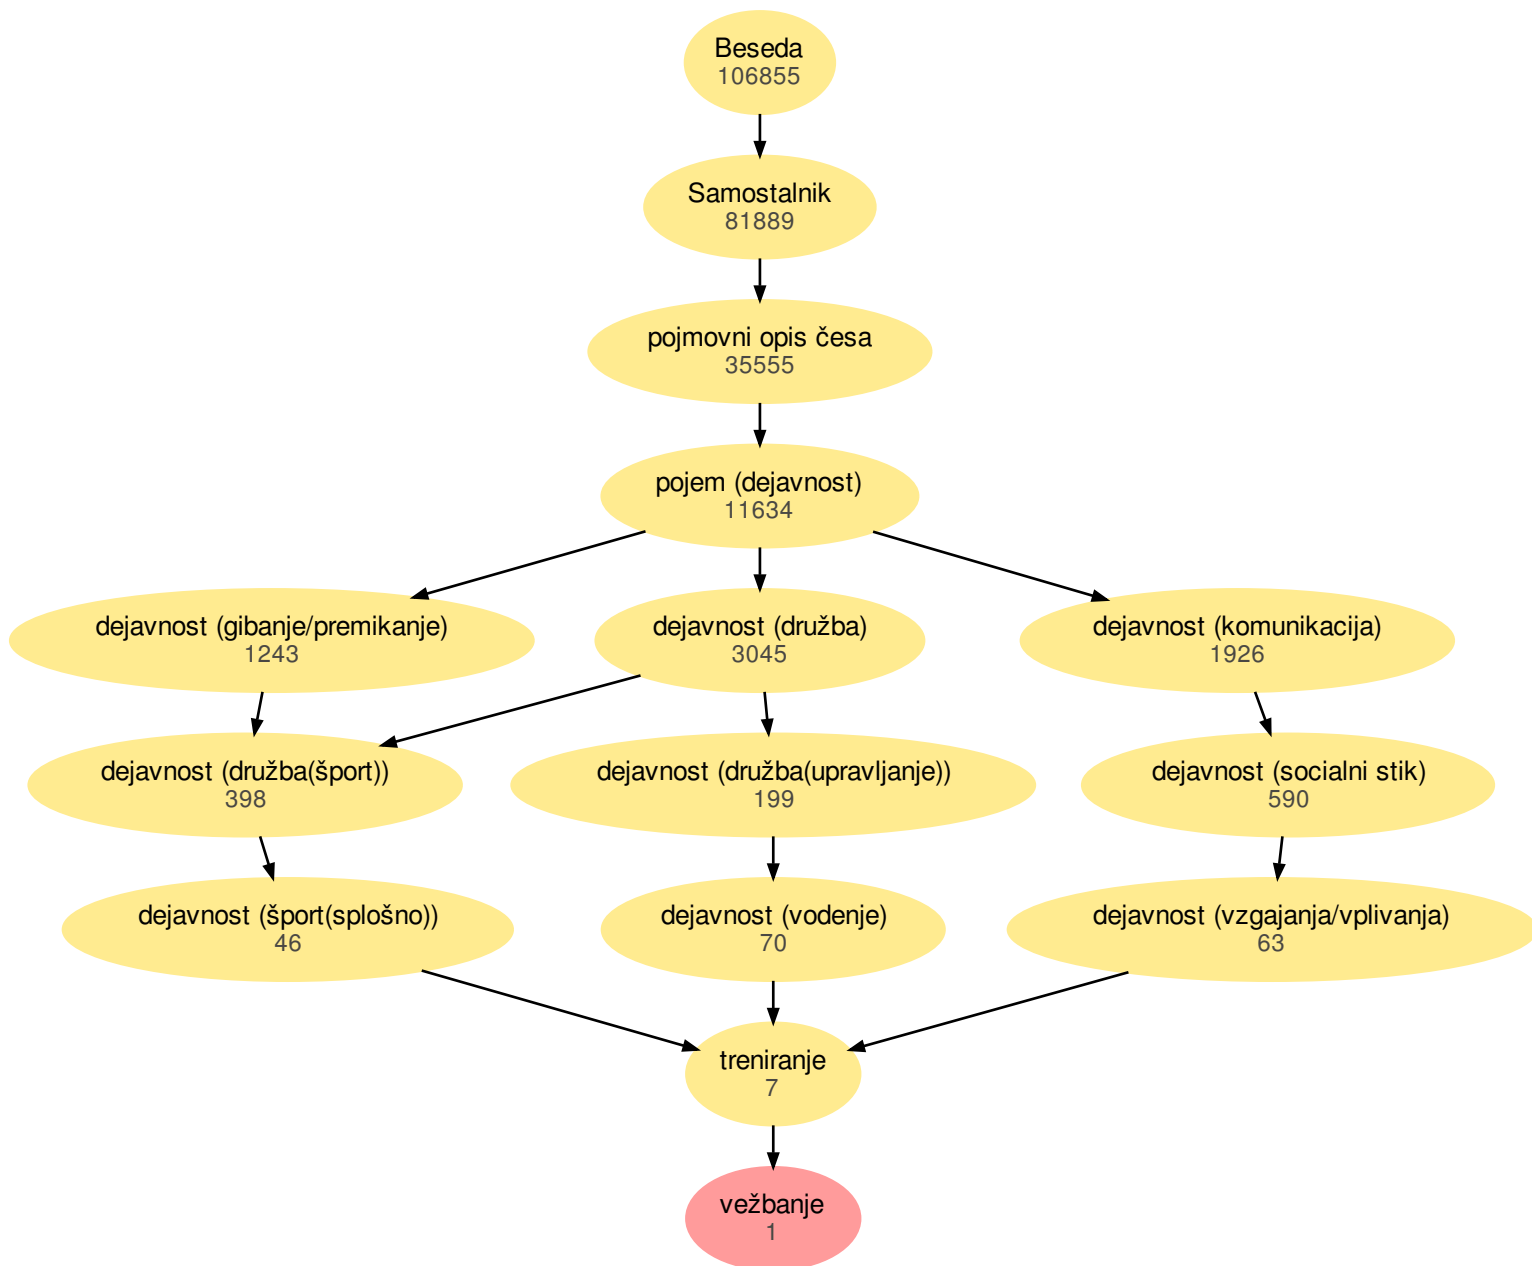 Beseda
106855
Samostalnik
81889
pojmovni opis česa
35555
pojem (dejavnost)
11634
dejavnost (gibanje/premikanje)
1243
dejavnost (družba)
3045
dejavnost (komunikacija)
1926
dejavnost (družba(šport))
398
dejavnost (družba(upravljanje))
199
dejavnost (socialni stik)
590
dejavnost (šport(splošno))
46
dejavnost (vodenje)
70
dejavnost (vzgajanja/vplivanja)
63
treniranje
7
vežbanje
1